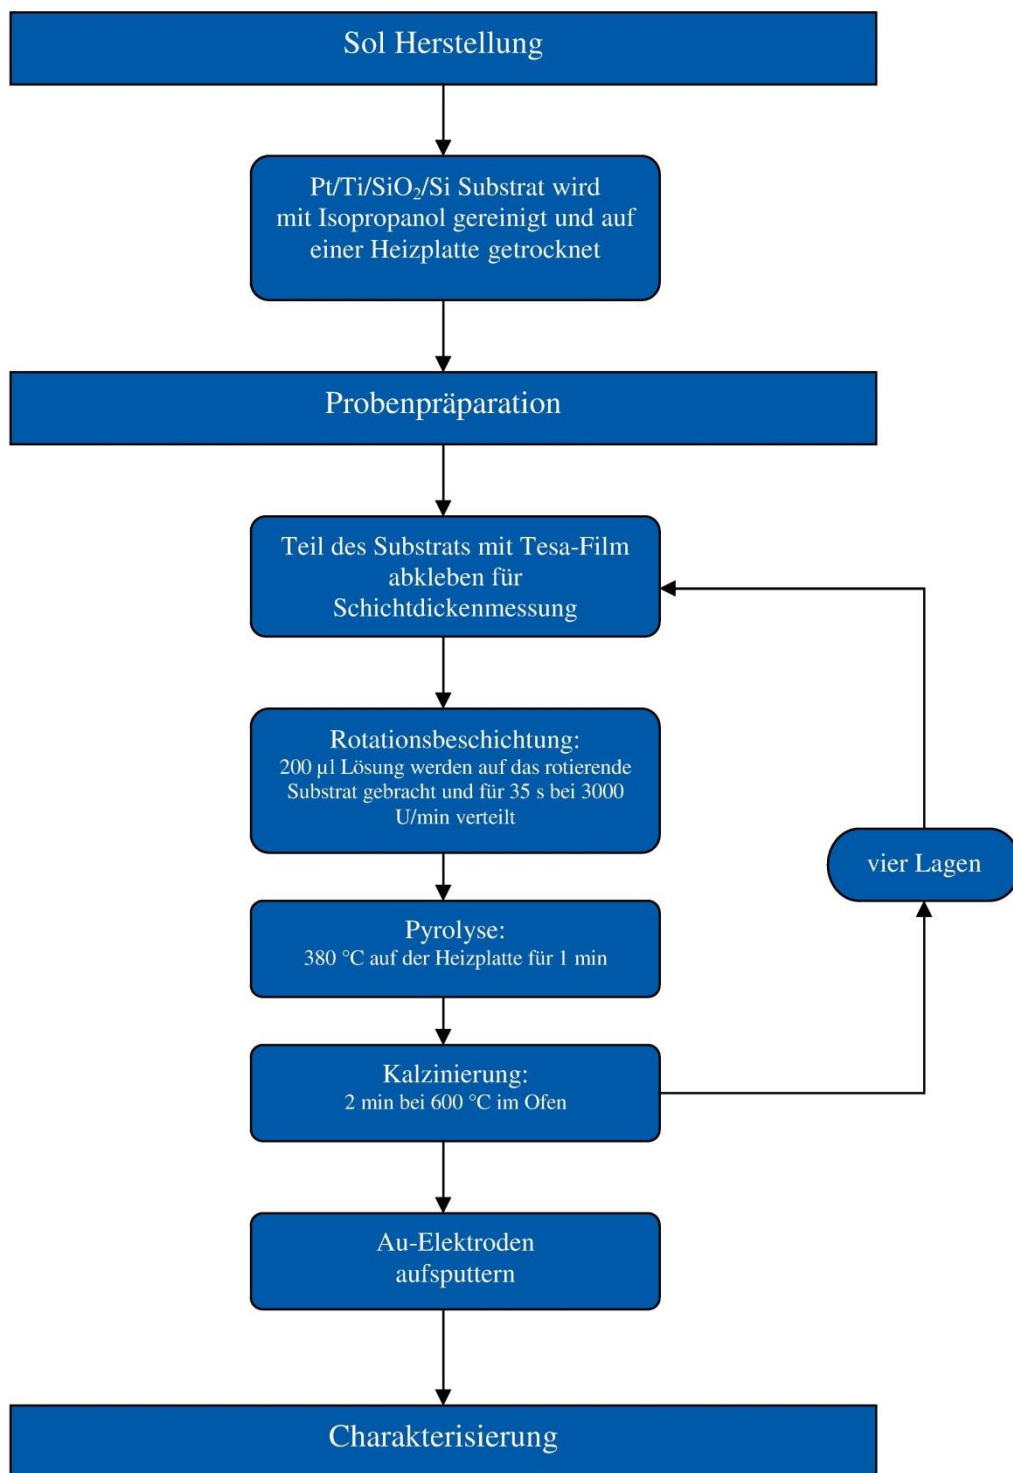 Sol Herstellung
Pt/Ti/SiO₂/Si Substrat wird
mit Isopropanol gereinigt und auf
einer Heizplatte getrocknet
Probenpräparation
Teil des Substrats mit Tesa-Film
abkleben für
Schichtdickenmessung
Rotationsbeschichtung:
200 µl Lösung werden auf das rotierende
Substrat gebracht und für 35 s bei 3000
U/min verteilt
vier Lagen
Pyrolyse:
380 °C auf der Heizplatte für 1 min
Kalzinierung:
2 min bei 600 °C im Ofen
Au-Elektroden
aufsputtern
Charakterisierung